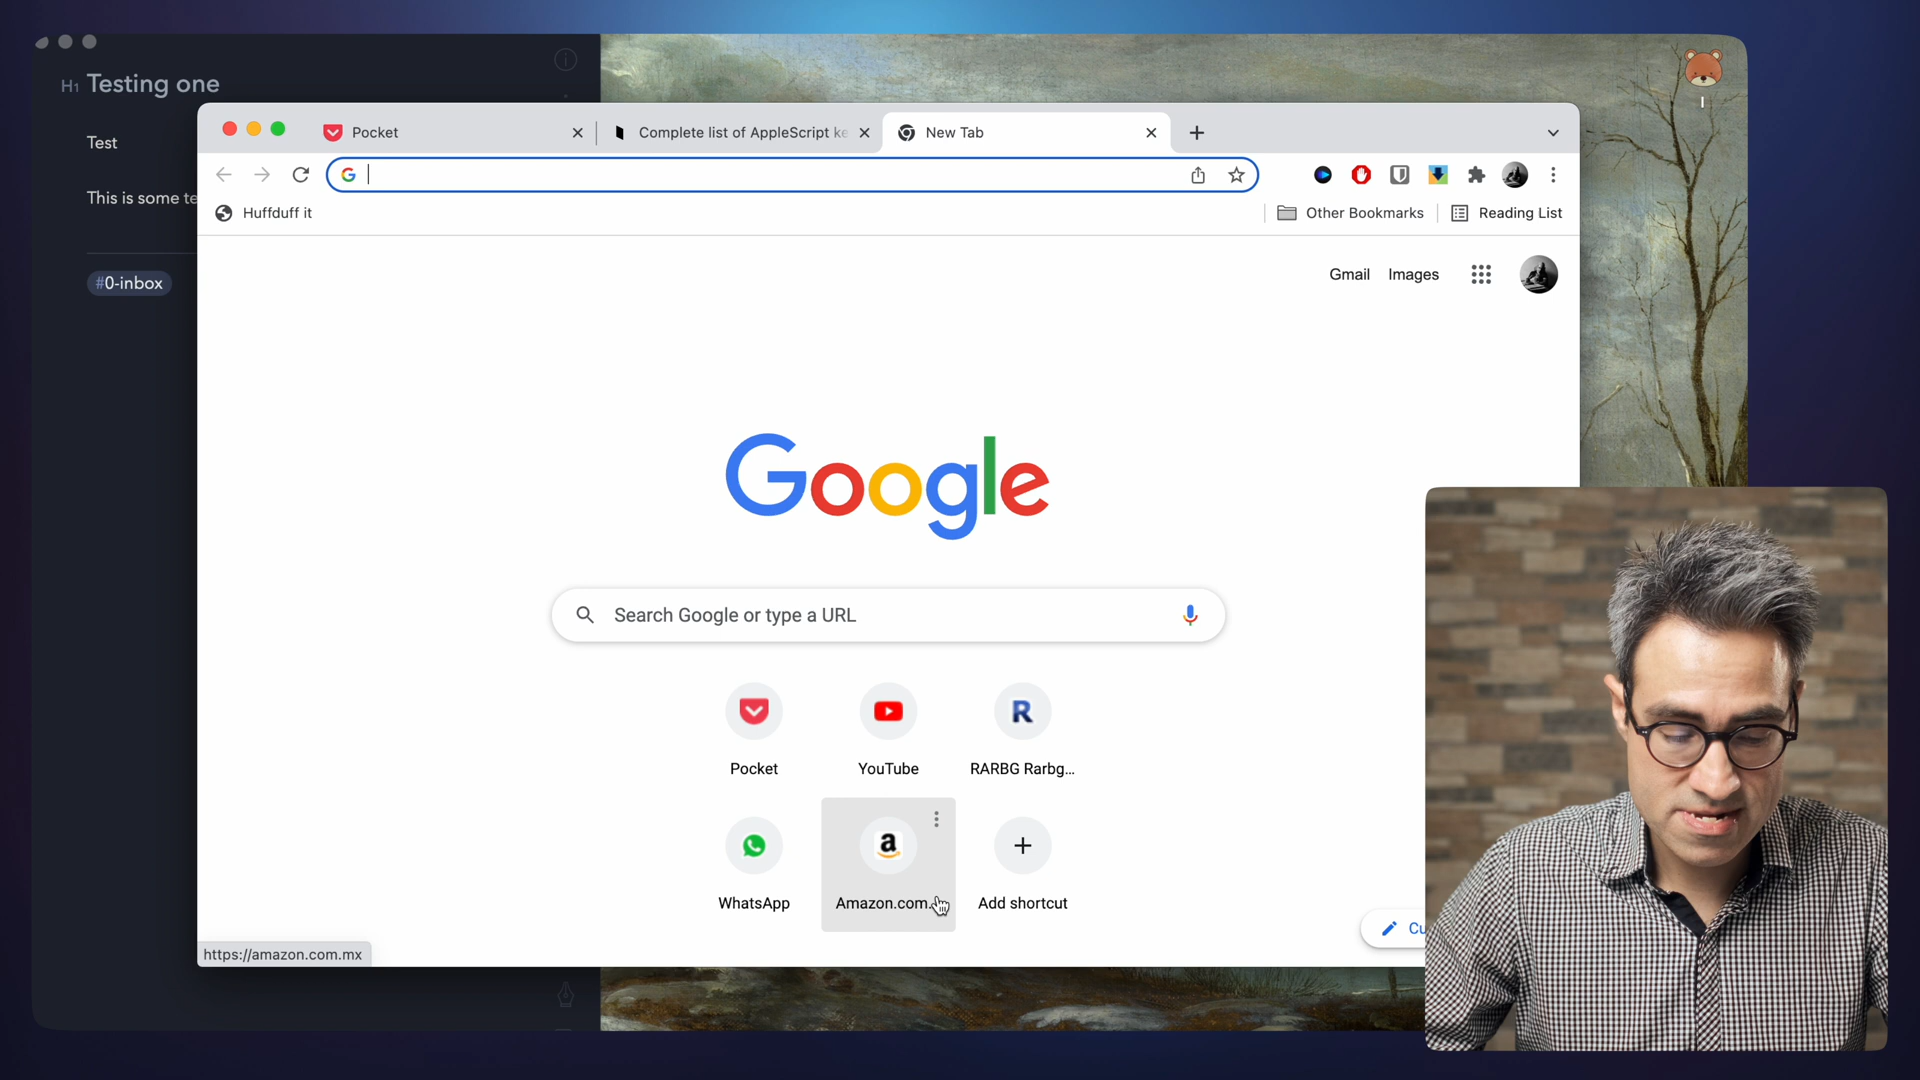 H1 Testing one
Test
This is some te
#0-inbox
Pocket
Complete list of AppleScript ke
New Tab
Huffduff it
Other Bookmarks
Reading List
Gmail
Images
Google
Search Google or type a URL
Pocket
YouTube
RARBG Rarbg...
WhatsApp
Amazon.com.
Add shortcut
Cu
https://amazon.com.mx